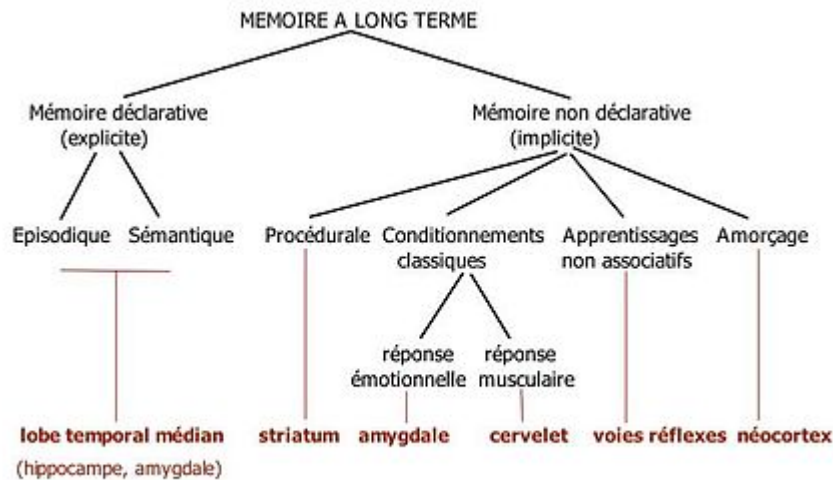 MEMOIRE A LONG TERME
Mémoire déclarative
(explicite)
Mémoire non déclarative
(implicite)
Episodique
Sémantique
Procédurale
Conditionnements
classiques
Apprentissages
non associatifs
Amorçage
réponse
émotionnelle
réponse
musculaire
lobe temporal médian
(hippocampe, amygdale)
striatum
amygdale
cervelet
voies réflexes
néocortex